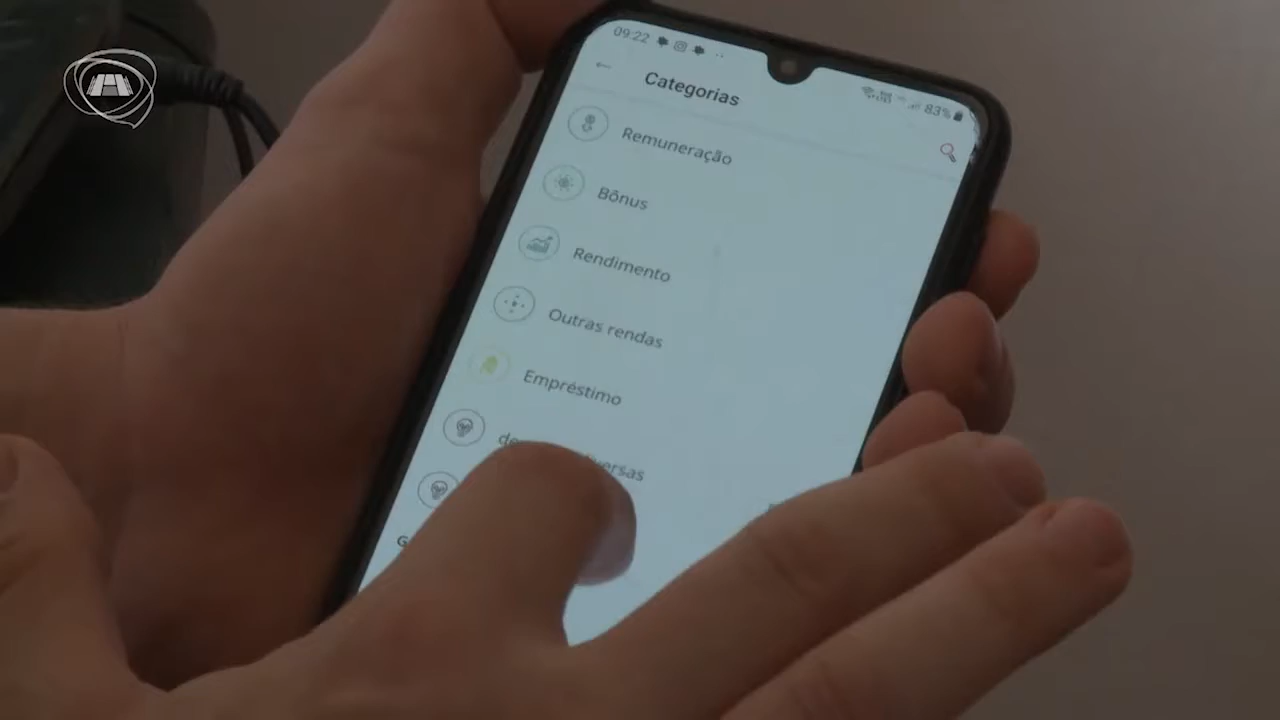 09:22
83%
Categorias
Remuneração
Bônus
Rendimento
Outras rendas
Empréstimo